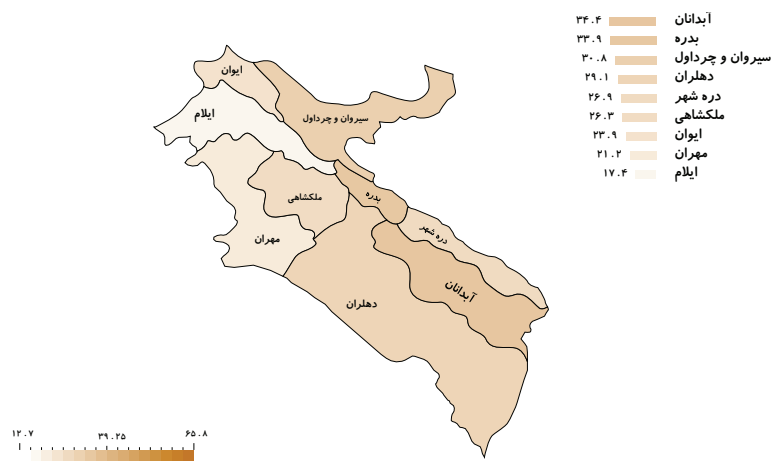 آبدانان ۳۴.۴
بدره ۳۳.۹
سیروان و چرداول ۳۰.۸
دهلران ۲۹.۱
دره شهر ۲۶.۹
ملکشاهی ۲۶.۳
ایوان ۲۳.۹
مهران ۲۱.۲
ایلام ۱۷.۴
ایوان
ایلام
سیروان و چرداول
ملکشاهی
بدره
دره شهر
مهران
آبدانان
دهلران
۱۲.۷ ۳۹.۲۵ ۶۵.۸